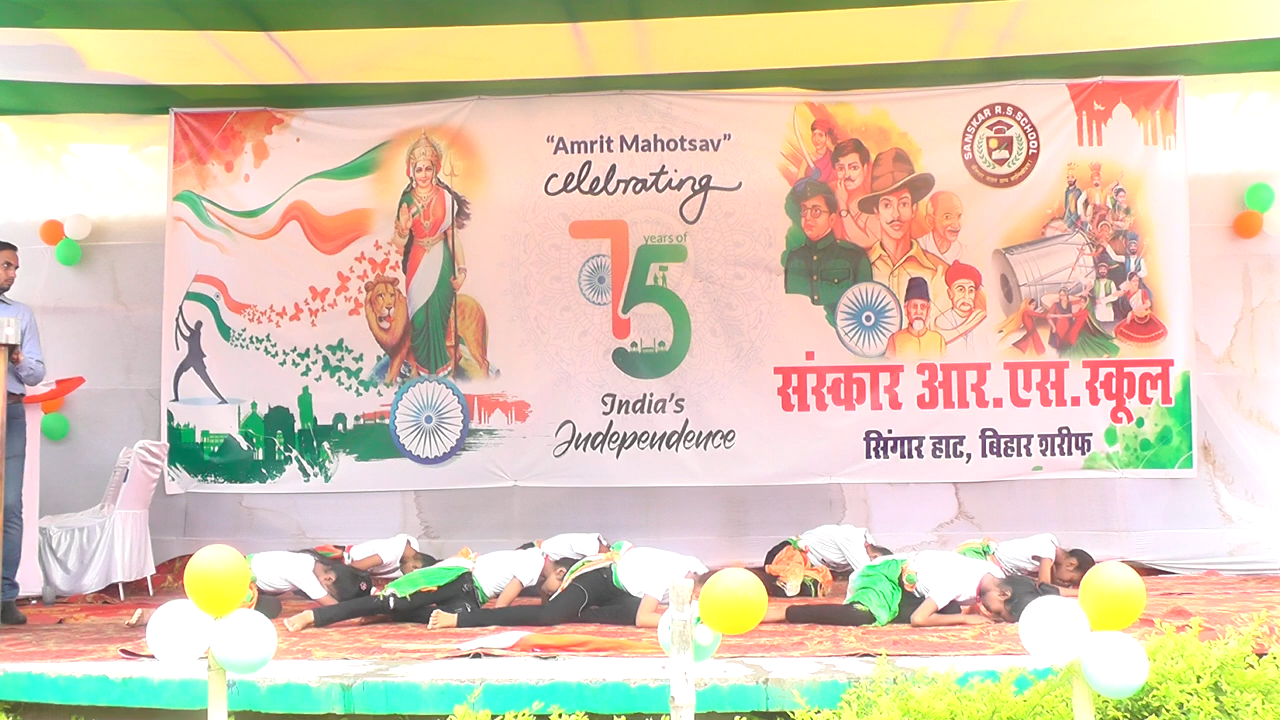 “Amrit Mahotsav”
celebrating
75
years of
India's
Independence
SANSKAR R.S.SCHOOL
संस्कार आर.एस.स्कूल
सिंगार हाट, बिहार शरीफ